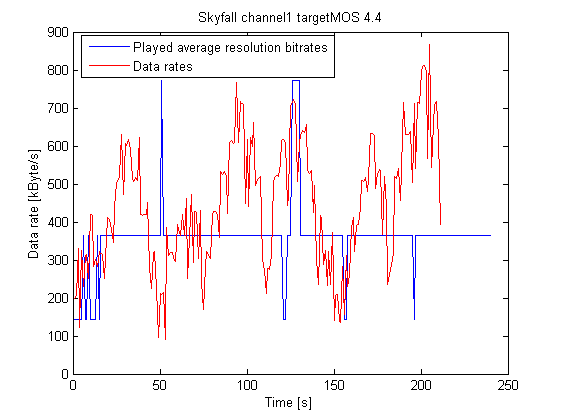 Skyfall channel1 targetMOS 4.4
Played average resolution bitrates
Data rates
900
800
700
600
500
400
300
200
100
0
Data rate [kByte/s]
0 50 100 150 200 250
Time [s]